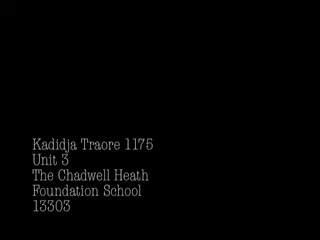 Kadidja Traore 1175
Unit 3
The Chadwell Heath
Foundation School
13303